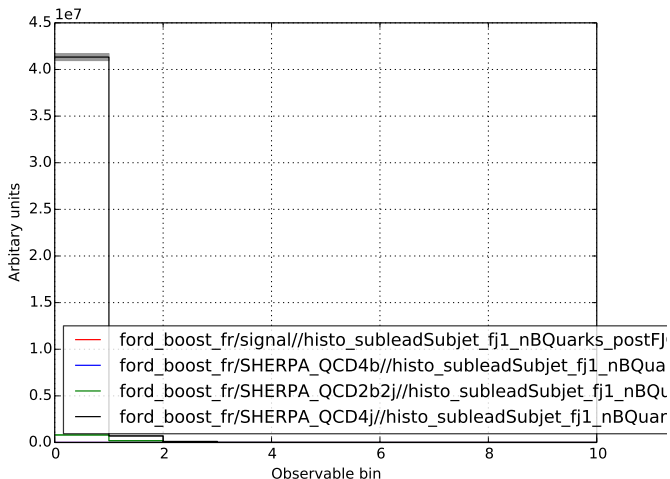 1e7
4.5
4.0
3.5
3.0
2.5
2.0
1.5
1.0
0.5
0.0
Arbitary units
ford_boost_fr/signal//histo_subleadSubjet_fj1_nBQuarks_postFJ
ford_boost_fr/SHERPA_QCD4b//histo_subleadSubjet_fj1_nBQua
ford_boost_fr/SHERPA_QCD2b2j//histo_subleadSubjet_fj1_nBQu
ford_boost_fr/SHERPA_QCD4j//histo_subleadSubjet_fj1_nBQuar
0 2 4 6 8 10
Observable bin